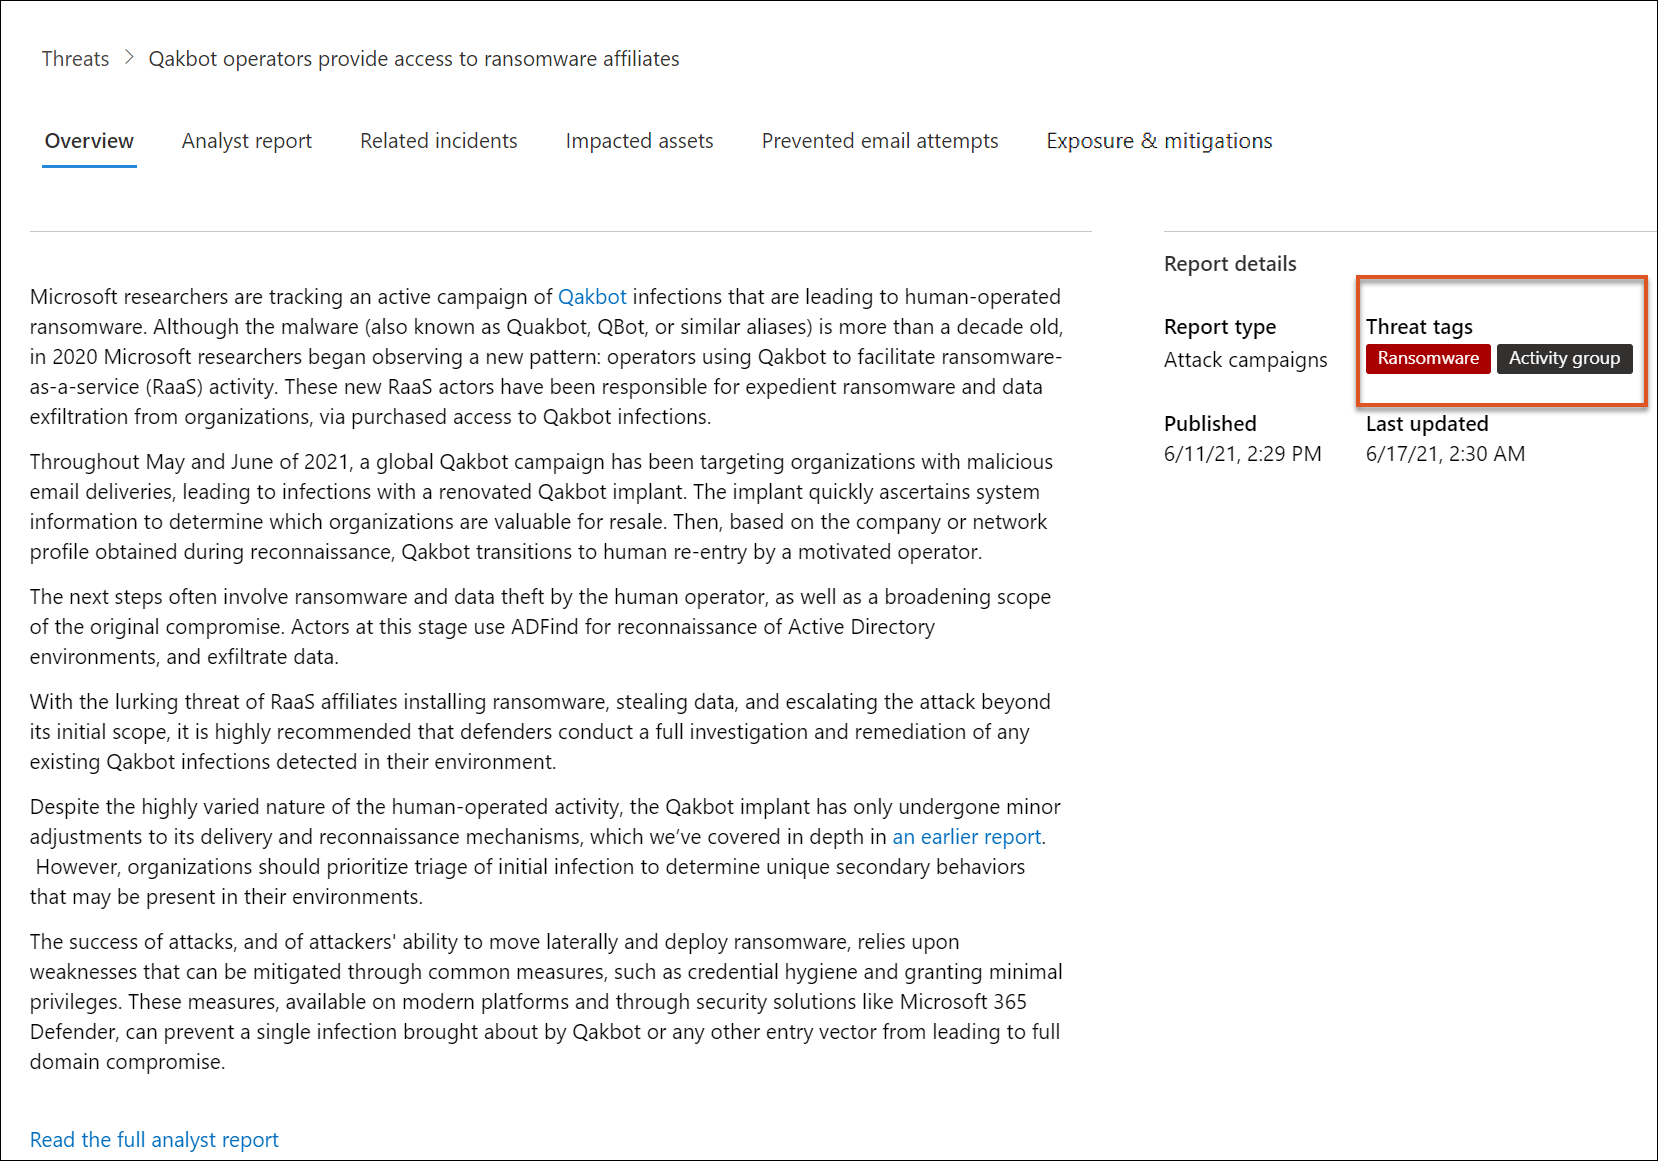 Threats > Qakbot operators provide access to ransomware affiliates
Overview Analyst report Related incidents Impacted assets Prevented email attempts Exposure & mitigations
Microsoft researchers are tracking an active campaign of Qakbot infections that are leading to human-operated
ransomware. Although the malware (also known as Quakbot, QBot, or similar aliases) is more than a decade old,
in 2020 Microsoft researchers began observing a new pattern: operators using Qakbot to facilitate ransomware-
as-a-service (RaaS) activity. These new RaaS actors have been responsible for expedient ransomware and data
exfiltration from organizations, via purchased access to Qakbot infections.
Throughout May and June of 2021, a global Qakbot campaign has been targeting organizations with malicious
email deliveries, leading to infections with a renovated Qakbot implant. The implant quickly ascertains system
information to determine which organizations are valuable for resale. Then, based on the company or network
profile obtained during reconnaissance, Qakbot transitions to human re-entry by a motivated operator.
The next steps often involve ransomware and data theft by the human operator, as well as a broadening scope
of the original compromise. Actors at this stage use ADFind for reconnaissance of Active Directory
environments, and exfiltrate data.
With the lurking threat of RaaS affiliates installing ransomware, stealing data, and escalating the attack beyond
its initial scope, it is highly recommended that defenders conduct a full investigation and remediation of any
existing Qakbot infections detected in their environment.
Despite the highly varied nature of the human-operated activity, the Qakbot implant has only undergone minor
adjustments to its delivery and reconnaissance mechanisms, which we've covered in depth in an earlier report.
However, organizations should prioritize triage of initial infection to determine unique secondary behaviors
that may be present in their environments.
The success of attacks, and of attackers' ability to move laterally and deploy ransomware, relies upon
weaknesses that can be mitigated through common measures, such as credential hygiene and granting minimal
privileges. These measures, available on modern platforms and through security solutions like Microsoft 365
Defender, can prevent a single infection brought about by Qakbot or any other entry vector from leading to full
domain compromise.
Read the full analyst report
Report details
Report type Threat tags
Attack campaigns Ransomware Activity group
Published Last updated
6/11/21, 2:29 PM 6/17/21, 2:30 AM